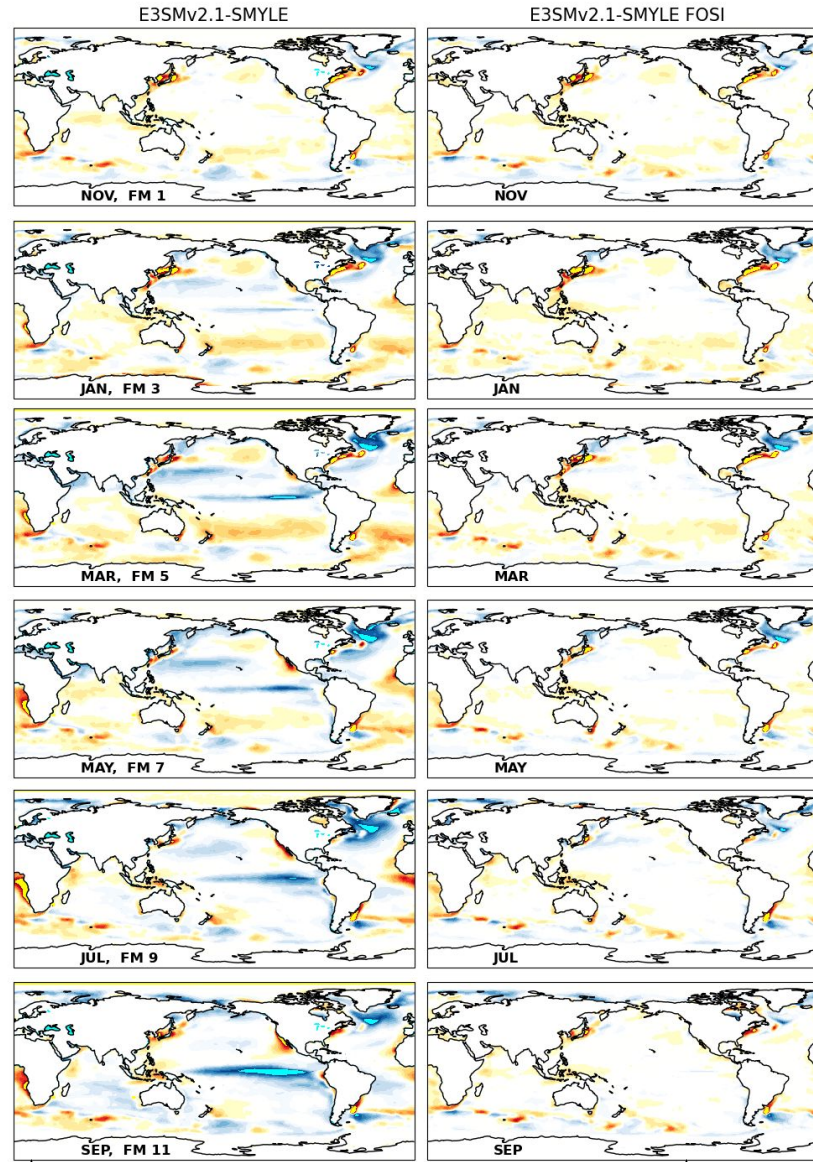 E3SMv2.1-SMYLE E3SMv2.1-SMYLE FOSI
NOV, FM 1 NOV
JAN, FM 3 JAN
MAR, FM 5 MAR
MAY, FM 7 MAY
JUL, FM 9 JUL
SEP, FM 11 SEP